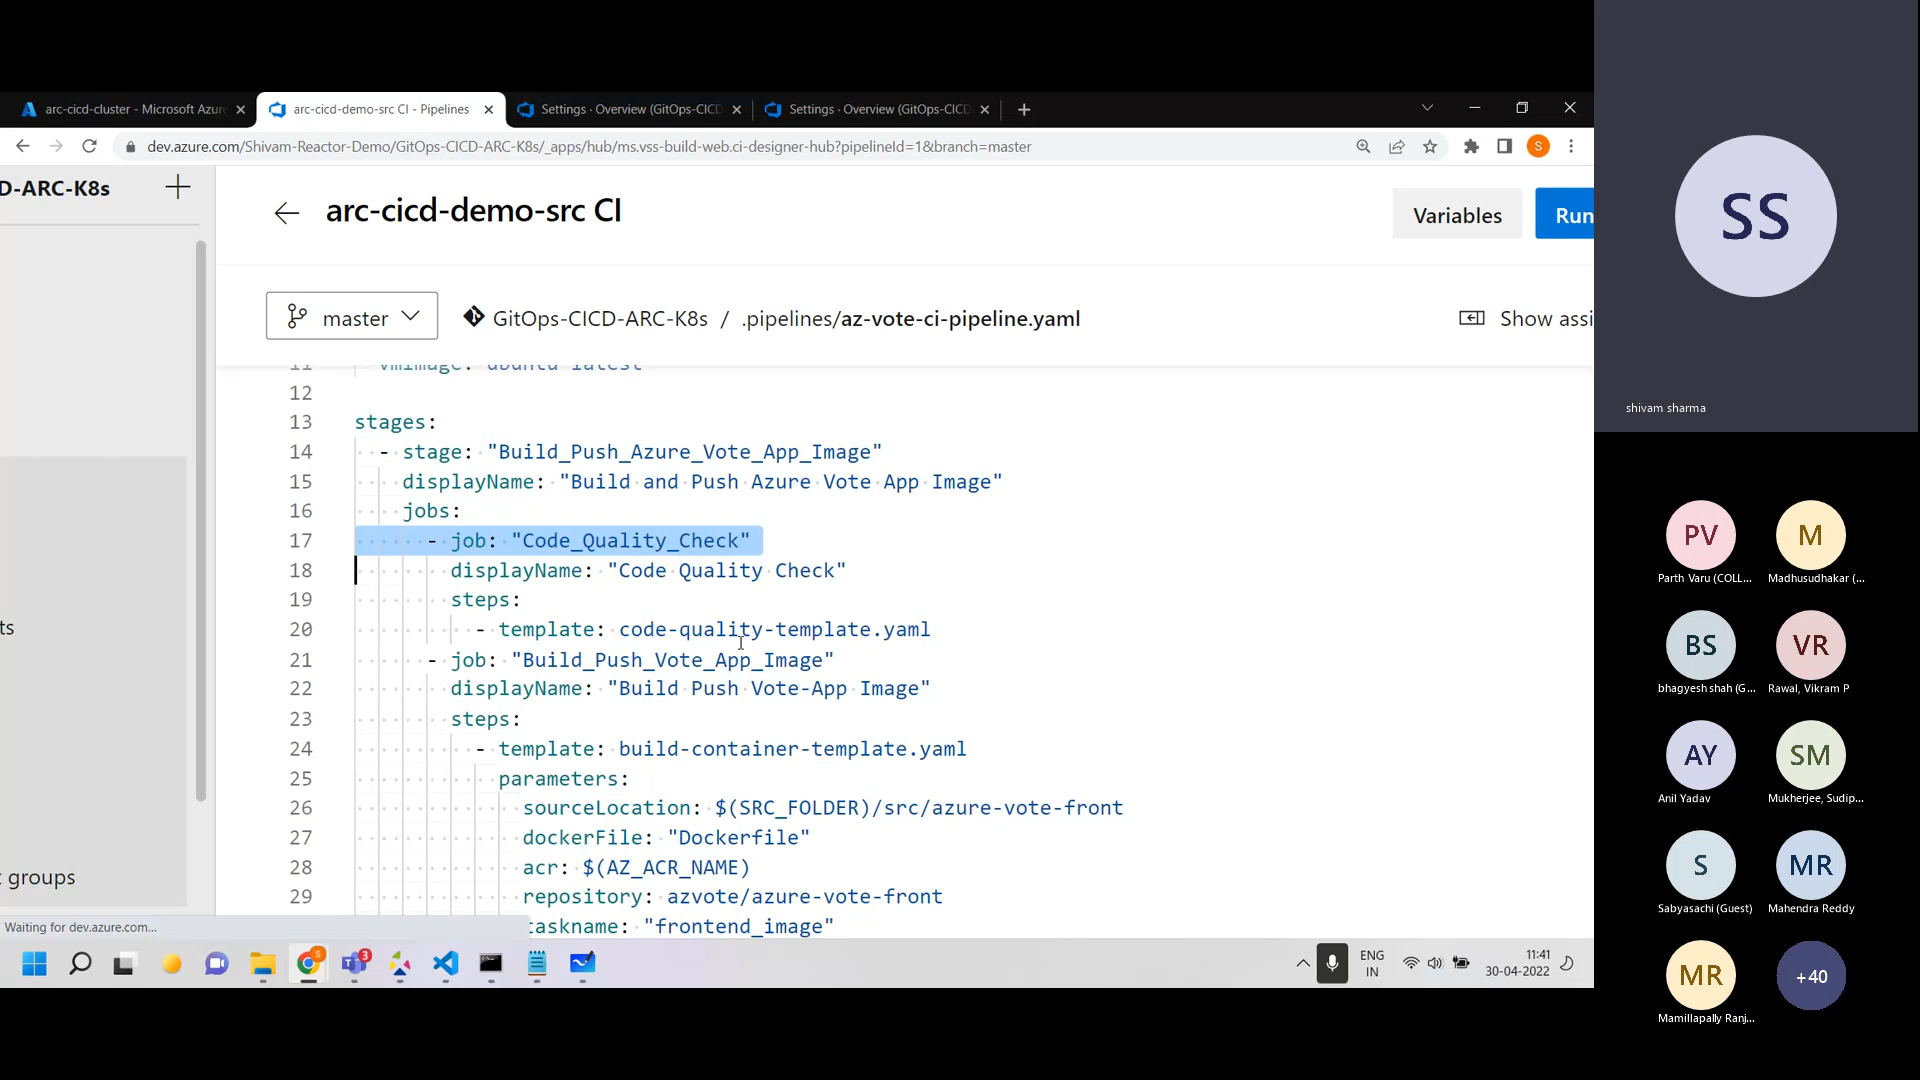 arc-cicd-cluster - Microsoft Azur
arc-cicd-demo-src CI - Pipelines
Settings · Overview (GitOps-CICD
Settings · Overview (GitOps-CICD
dev.azure.com/Shivam-Reactor-Demo/GitOps-CICD-ARC-K8s/_apps/hub/ms.vss-build-web.ci-designer-hub?pipelineId=1&branch=master
S
D-ARC-K8s
arc-cicd-demo-src CI
Variables
Run
master
GitOps-CICD-ARC-K8s / .pipelines/az-vote-ci-pipeline.yaml
Show assi
11 vmImage: ubuntu-latest
12
13 stages:
14 - stage: "Build_Push_Azure_Vote_App_Image"
15 displayName: "Build and Push Azure Vote App Image"
16 jobs:
17 - job: "Code_Quality_Check"
18 displayName: "Code Quality Check"
19 steps:
20 - template: code-quality-template.yaml
21 - job: "Build_Push_Vote_App_Image"
22 displayName: "Build Push Vote-App Image"
23 steps:
24 - template: build-container-template.yaml
25 parameters:
26 sourceLocation: $(SRC_FOLDER)/src/azure-vote-front
27 dockerFile: "Dockerfile"
28 acr: $(AZ_ACR_NAME)
29 repository: azvote/azure-vote-front
taskname: "frontend_image"
ts
groups
Waiting for dev.azure.com...
S
3
ENG
IN
11:41
30-04-2022
SS
shivam sharma
PV
Parth Varu (COLL...
M
Madhusudhakar (...
BS
bhagyesh shah (G...
VR
Rawal, Vikram P
AY
Anil Yadav
SM
Mukherjee, Sudip...
S
Sabyasachi (Guest)
MR
Mahendra Reddy
MR
Mamillapally Ranj...
+40